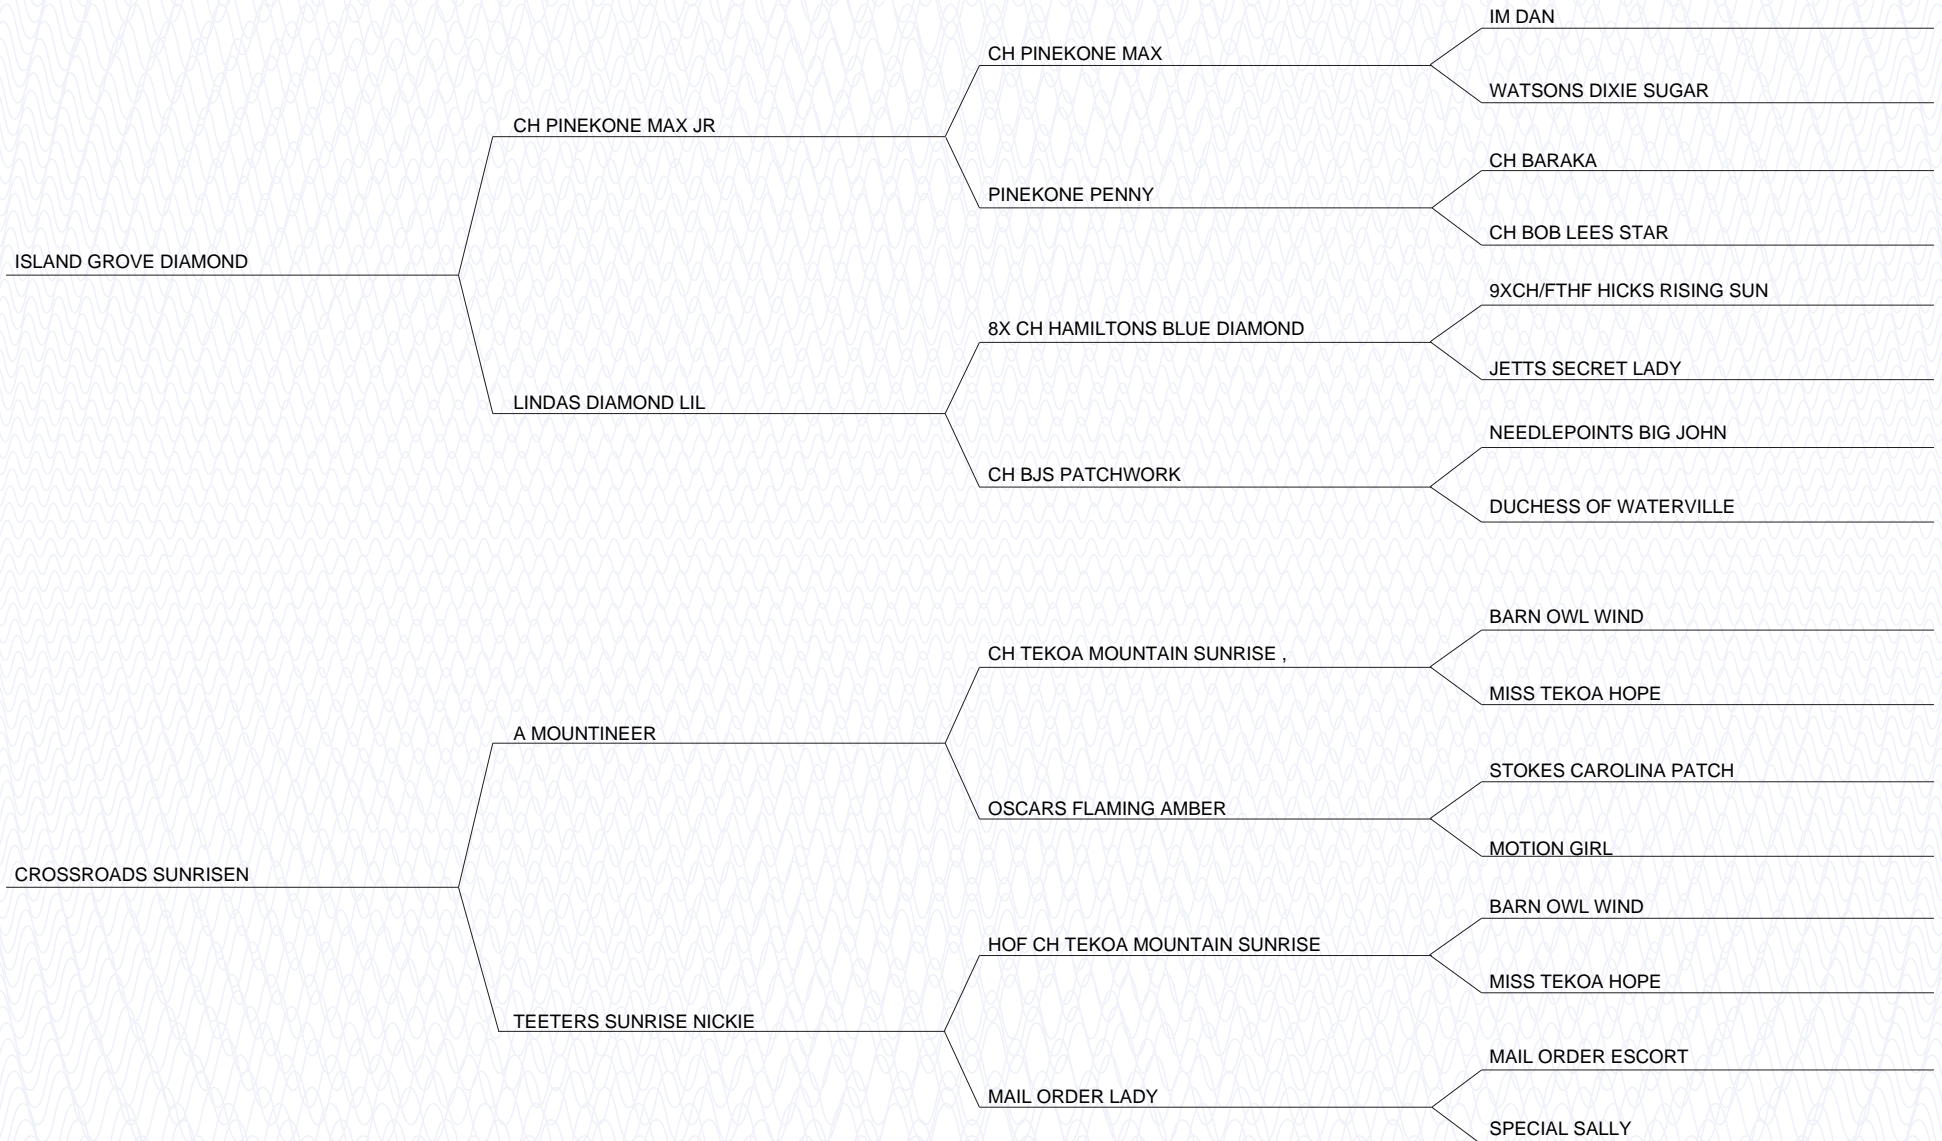 IM DAN
CH PINEKONE MAX
WATSONS DIXIE SUGAR
CH PINEKONE MAX JR
CH BARAKA
PINEKONE PENNY
CH BOB LEES STAR
ISLAND GROVE DIAMOND
9XCH/FTHF HICKS RISING SUN
8X CH HAMILTONS BLUE DIAMOND
JETTS SECRET LADY
LINDAS DIAMOND LIL
NEEDLEPOINTS BIG JOHN
CH BJS PATCHWORK
DUCHESS OF WATERVILLE
BARN OWL WIND
CH TEKOA MOUNTAIN SUNRISE ,
MISS TEKOA HOPE
A MOUNTINEER
STOKES CAROLINA PATCH
OSCARS FLAMING AMBER
MOTION GIRL
CROSSROADS SUNRISEN
BARN OWL WIND
HOF CH TEKOA MOUNTAIN SUNRISE
MISS TEKOA HOPE
TEETERS SUNRISE NICKIE
MAIL ORDER ESCORT
MAIL ORDER LADY
SPECIAL SALLY